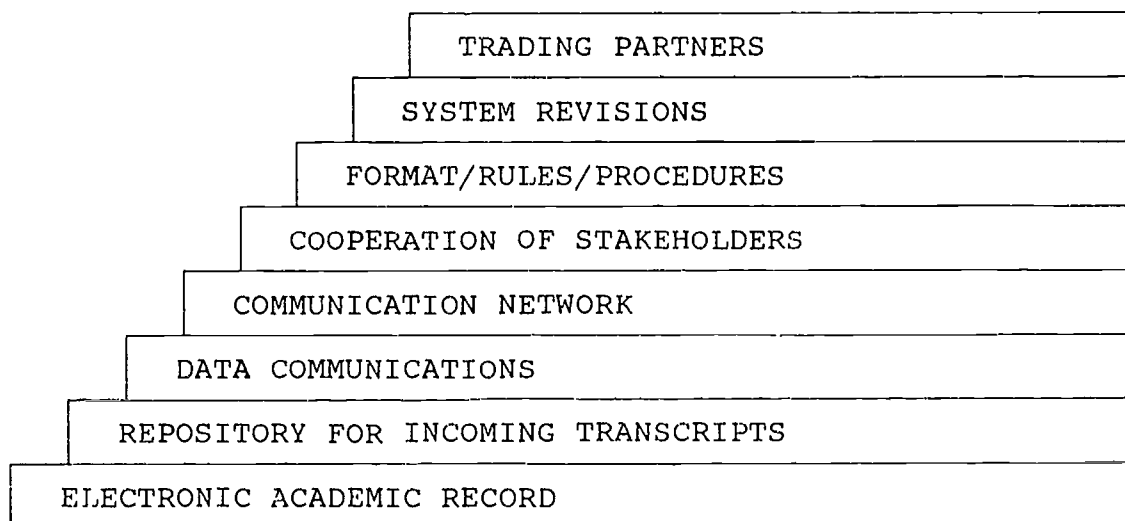 TRADING PARTNERS
SYSTEM REVISIONS
FORMAT/RULES/PROCEDURES
COOPERATION OF STAKEHOLDERS
COMMUNICATION NETWORK
DATA COMMUNICATIONS
REPOSITORY FOR INCOMING TRANSCRIPTS
ELECTRONIC ACADEMIC RECORD